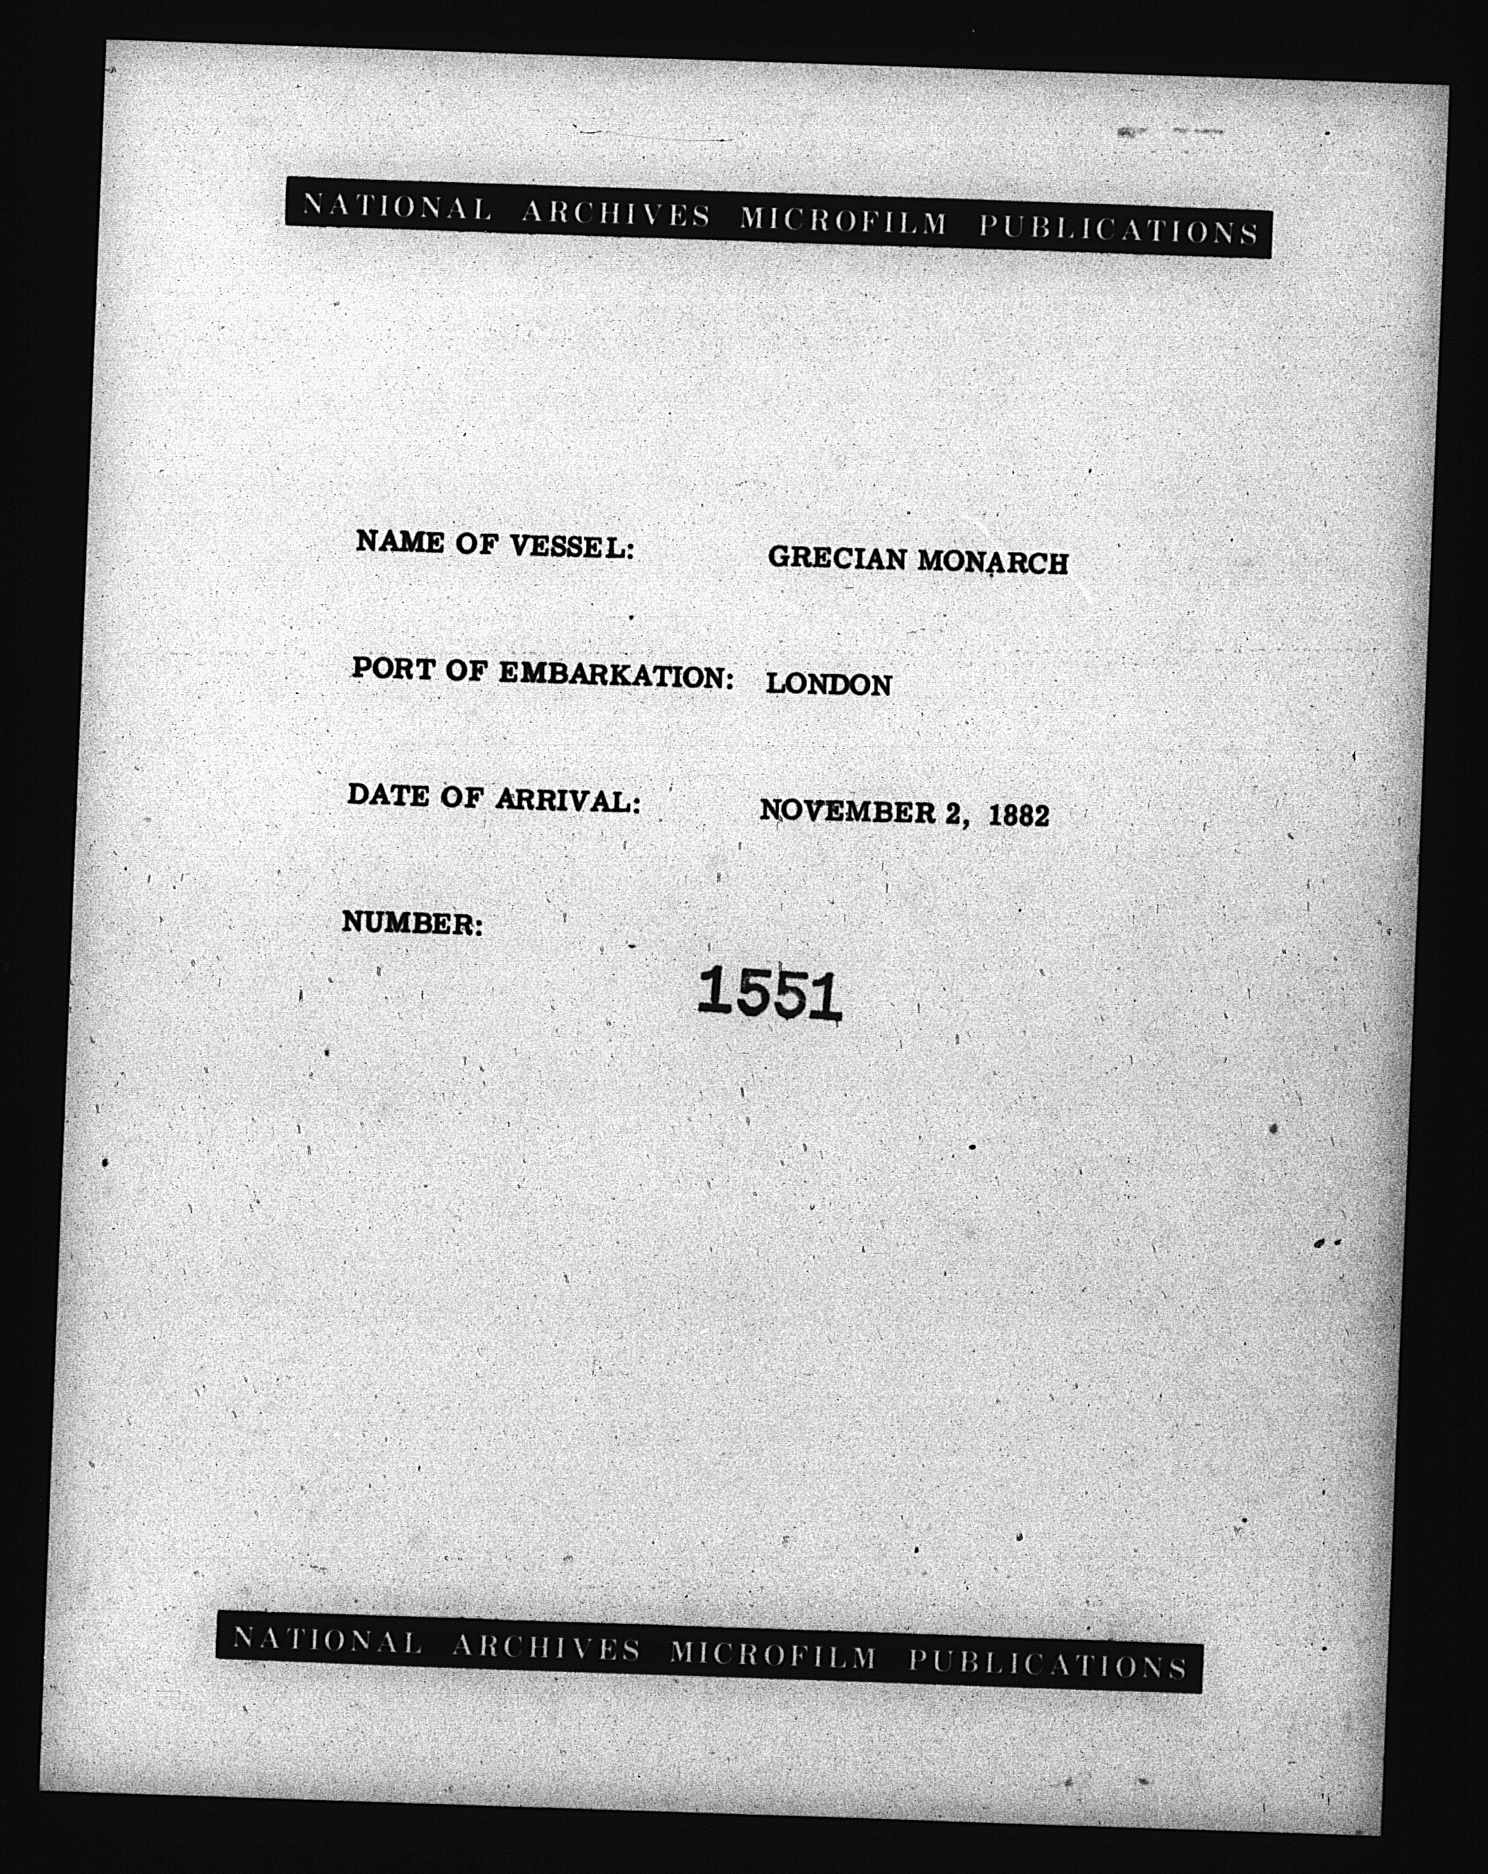 NATIONAL ARCHIVES MICROFILM PUBLICATIONS
NAME OF VESSEL: GRECIAN MONARCH
PORT OF EMBARKATION: LONDON
DATE OF ARRIVAL: NOVEMBER 2, 1882
NUMBER:
1551
NATIONAL ARCHIVES MICROFILM PUBLICATIONS